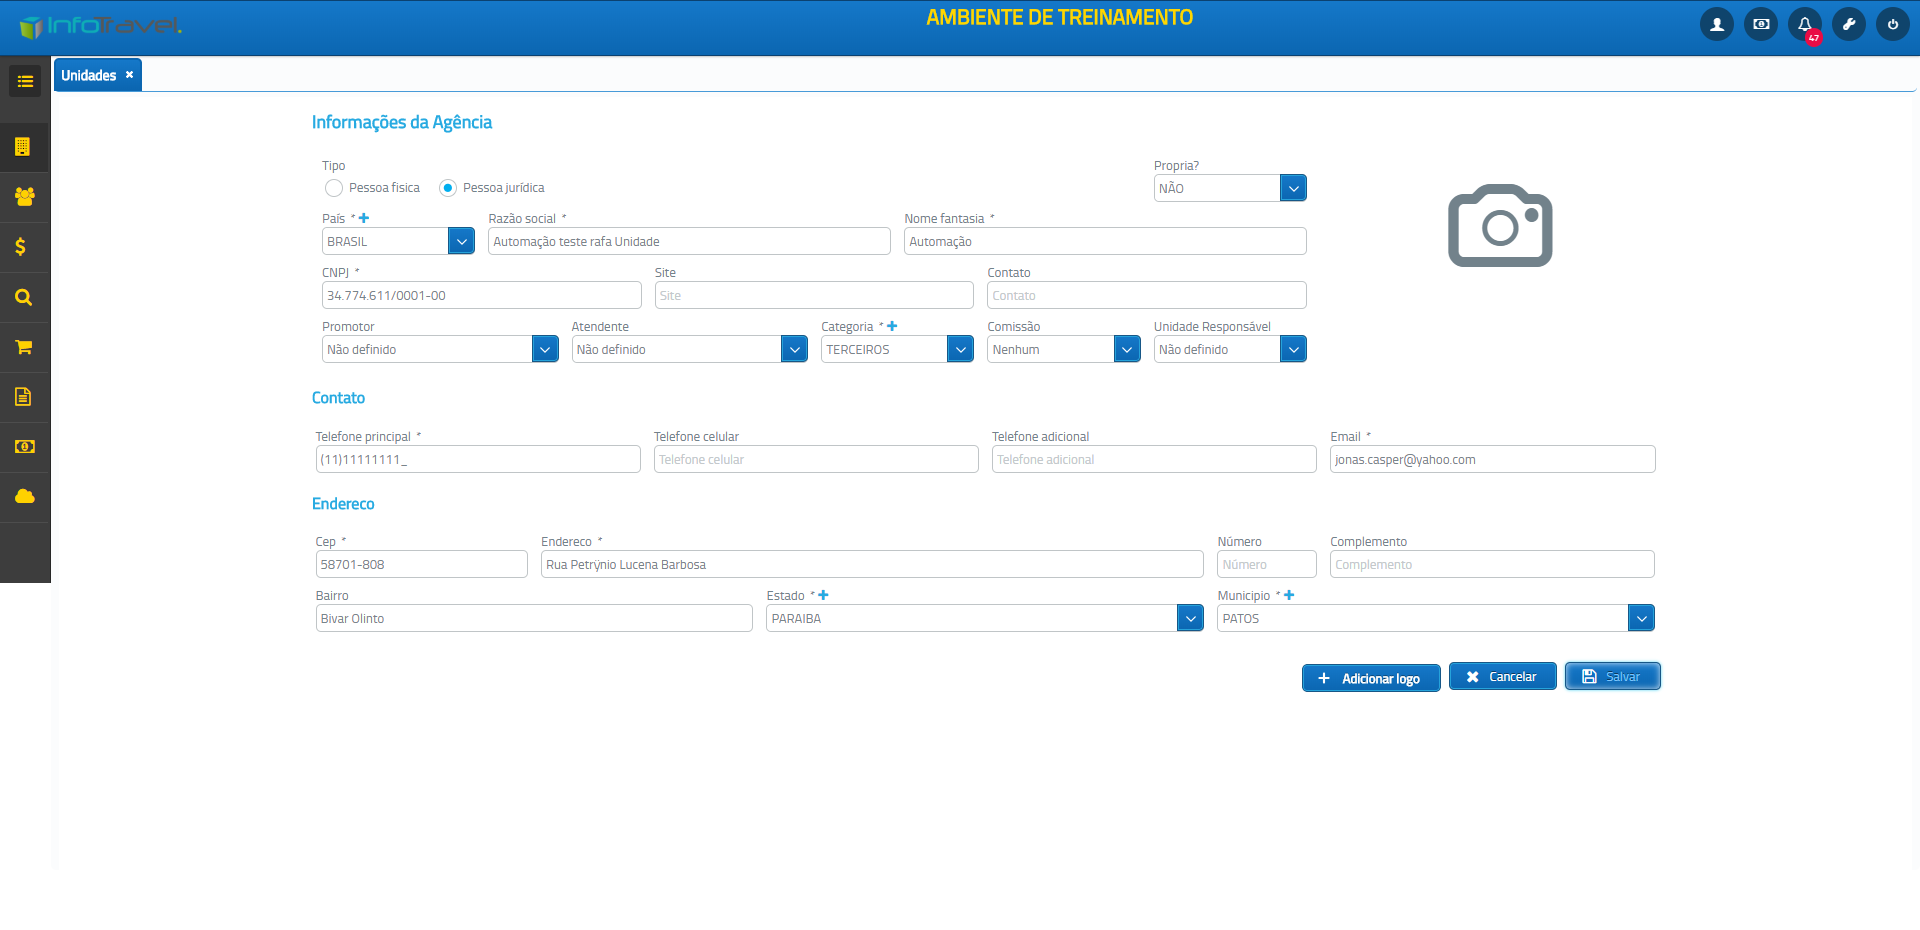 InfoTravel.
AMBIENTE DE TREINAMENTO
47
Unidades
Informações da Agência
Tipo
Propria?
Pessoa fisica
Pessoa jurídica
NÃO
País *
Razão social *
Nome fantasia *
BRASIL
Automação teste rafa Unidade
Automação
CNPJ *
Site
Contato
34.774.611/0001-00
Site
Contato
Promotor
Atendente
Categoria *
Comissão
Unidade Responsável
Não definido
Não definido
TERCEIROS
Nenhum
Não definido
Contato
Telefone principal *
Telefone celular
Telefone adicional
Email *
(11)11111111_
Telefone celular
Telefone adicional
jonas.casper@yahoo.com
Endereco
Cep *
Endereco *
Número
Complemento
58701-808
Rua Petrÿnio Lucena Barbosa
Número
Complemento
Bairro
Estado *
Municipio *
Bivar Olinto
PARAIBA
PATOS
Adicionar logo
Cancelar
Salvar